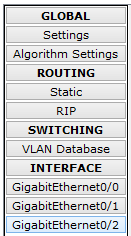 GLOBAL
Settings
Algorithm Settings
ROUTING
Static
RIP
SWITCHING
VLAN Database
INTERFACE
GigabitEthernet0/0
GigabitEthernet0/1
GigabitEthernet0/2